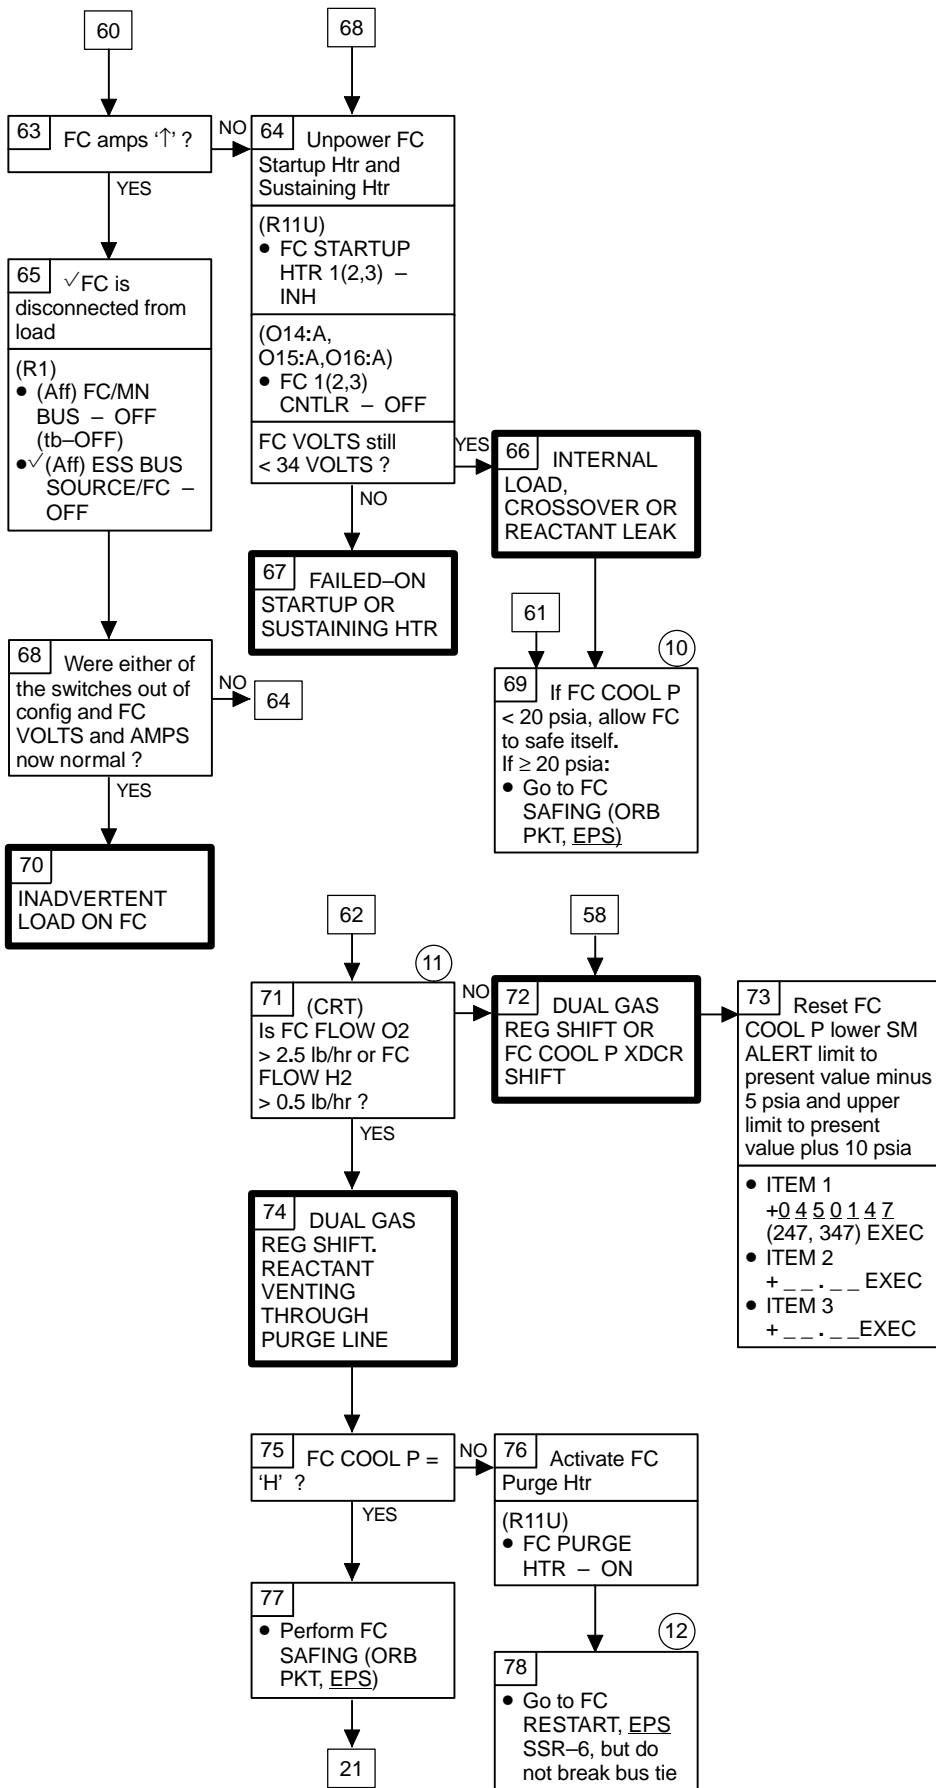 60
68
63 FC amps '↑' ?
NO
YES
64 Unpower FC
Startup Htr and
Sustaining Htr
(R11U)
● FC STARTUP
HTR 1(2,3) –
INH
(O14:A,
O15:A,O16:A)
● FC 1(2,3)
CNTLR – OFF
FC VOLTS still
< 34 VOLTS ?
YES
NO
65 √FC is
disconnected from
load
(R1)
● (Aff) FC/MN
BUS – OFF
(tb–OFF)
●√(Aff) ESS BUS
SOURCE/FC –
OFF
66 INTERNAL
LOAD,
CROSSOVER OR
REACTANT LEAK
67 FAILED–ON
STARTUP OR
SUSTAINING HTR
68 Were either of
the switches out of
config and FC
VOLTS and AMPS
now normal ?
NO
64
YES
61
10
69 If FC COOL P
< 20 psia, allow FC
to safe itself.
If ≥ 20 psia:
● Go to FC
SAFING (ORB
PKT, EPS)
70
INADVERTENT
LOAD ON FC
62
58
11
71 (CRT)
Is FC FLOW O2
> 2.5 lb/hr or FC
FLOW H2
> 0.5 lb/hr ?
NO
YES
72 DUAL GAS
REG SHIFT OR
FC COOL P XDCR
SHIFT
73 Reset FC
COOL P lower SM
ALERT limit to
present value minus
5 psia and upper
limit to present
value plus 10 psia
● ITEM 1
+0 4 5 0 1 4 7
(247, 347) EXEC
● ITEM 2
+ _ _ . _ _ EXEC
● ITEM 3
+ _ _ . _ _EXEC
74 DUAL GAS
REG SHIFT.
REACTANT
VENTING
THROUGH
PURGE LINE
75 FC COOL P =
'H' ?
NO
YES
76 Activate FC
Purge Htr
(R11U)
● FC PURGE
HTR – ON
77
● Perform FC
SAFING (ORB
PKT, EPS)
21
12
78
● Go to FC
RESTART, EPS
SSR–6, but do
not break bus tie